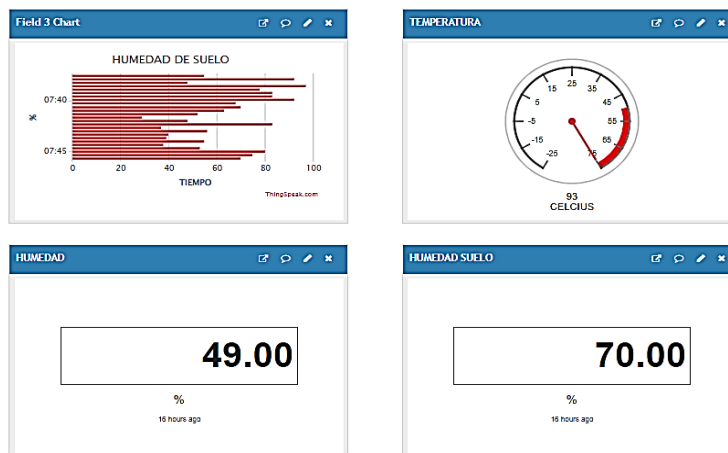 Field 3 Chart
HUMEDAD DE SUELO
%
07:40
07:45
0 20 40 60 80 100
TIEMPO
ThingSpeak.com
TEMPERATURA
-25 -15 -5 5 15 25 35 45 55 65 75
93
CELCIUS
HUMEDAD
49.00
%
16 hours ago
HUMEDAD SUELO
70.00
%
16 hours ago